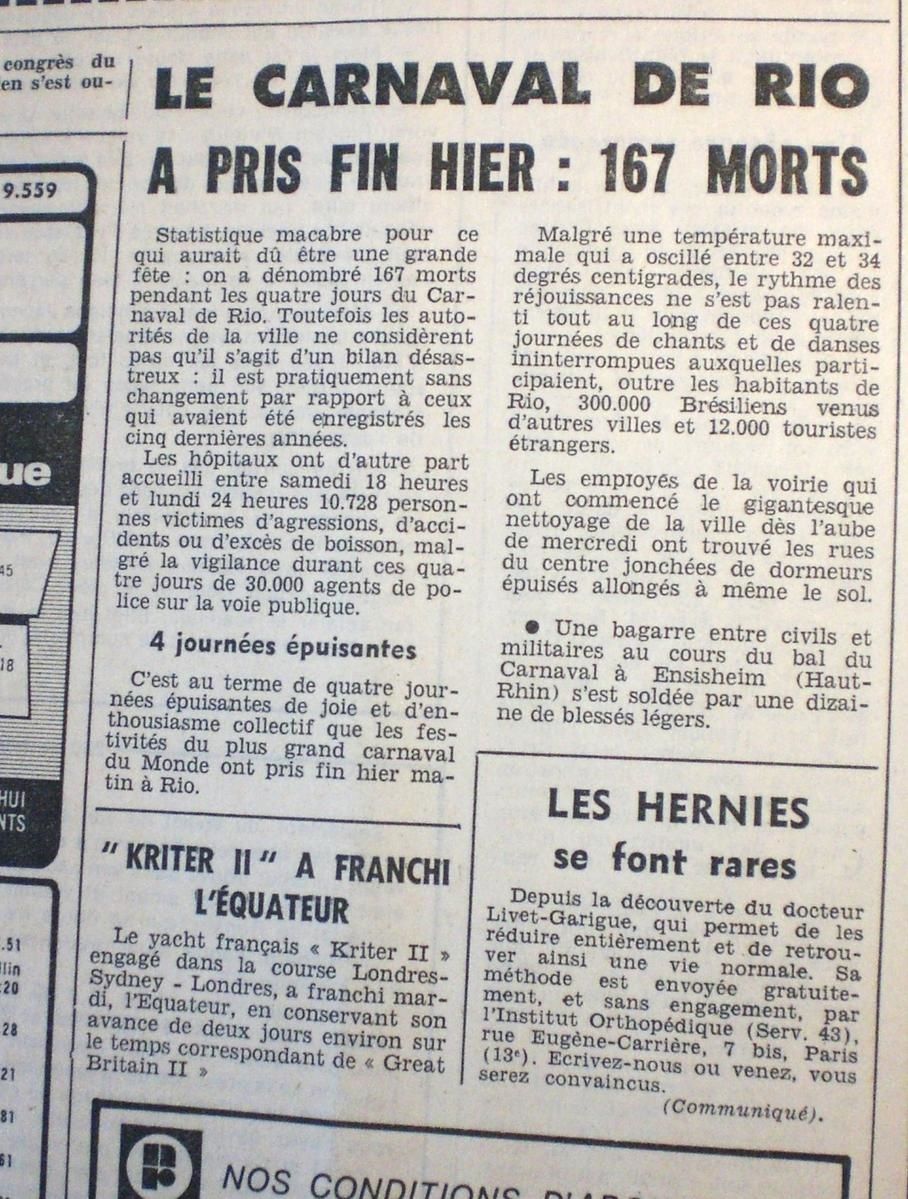 congrès du
en s'est ou-
9.559
ue
45
18
HUI
NTS
.51
llin
:20
28
21
81
61
LE CARNAVAL DE RIO
A PRIS FIN HIER : 167 MORTS
Statistique macabre pour ce
qui aurait dû être une grande
fête : on a dénombré 167 morts
pendant les quatre jours du Car-
naval de Rio. Toutefois les auto-
rités de la ville ne considèrent
pas qu'il s'agit d'un bilan désas-
treux : il est pratiquement sans
changement par rapport à ceux
qui avaient été enregistrés les
cinq dernières années.
Les hôpitaux ont d'autre part
accueilli entre samedi 18 heures
et lundi 24 heures 10.728 person-
nes victimes d'agressions, d'acci-
dents ou d'excès de boisson, mal-
gré la vigilance durant ces qua-
tre jours de 30.000 agents de po-
lice sur la voie publique.
4 journées épuisantes
C'est au terme de quatre jour-
nées épuisantes de joie et d'en-
thousiasme collectif que les fes-
tivités du plus grand carnaval
du Monde ont pris fin hier ma-
tin à Rio.
Malgré une température maxi-
male qui a oscillé entre 32 et 34
degrés centigrades, le rythme des
réjouissances ne s'est pas ralen-
ti tout au long de ces quatre
journées de chants et de danses
ininterrompues auxquelles parti-
cipaient, outre les habitants de
Rio, 300.000 Brésiliens venus
d'autres villes et 12.000 touristes
étrangers.
Les employés de la voirie qui
ont commencé le gigantesque
nettoyage de la ville dès l'aube
de mercredi ont trouvé les rues
du centre jonchées de dormeurs
épuisés allongés à même le sol.
● Une bagarre entre civils et
militaires au cours du bal du
Carnaval à Ensisheim (Haut-
Rhin) s'est soldée par une dizai-
ne de blessés légers.
"KRITER II" A FRANCHI
L'ÉQUATEUR
Le yacht français « Kriter II »
engagé dans la course Londres-
Sydney - Londres, a franchi mar-
di, l'Equateur, en conservant son
avance de deux jours environ sur
le temps correspondant de « Great
Britain II »
LES HERNIES
se font rares
Depuis la découverte du docteur
Livet-Garigue, qui permet de les
réduire entièrement et de retrou-
ver ainsi une vie normale. Sa
méthode est envoyée gratuite-
ment, et sans engagement, par
l'Institut Orthopédique (Serv. 43),
rue Eugène-Carrière, 7 bis, Paris
(13e). Ecrivez-nous ou venez, vous
serez convaincus.
(Communiqué).
NOS CONDITIONS